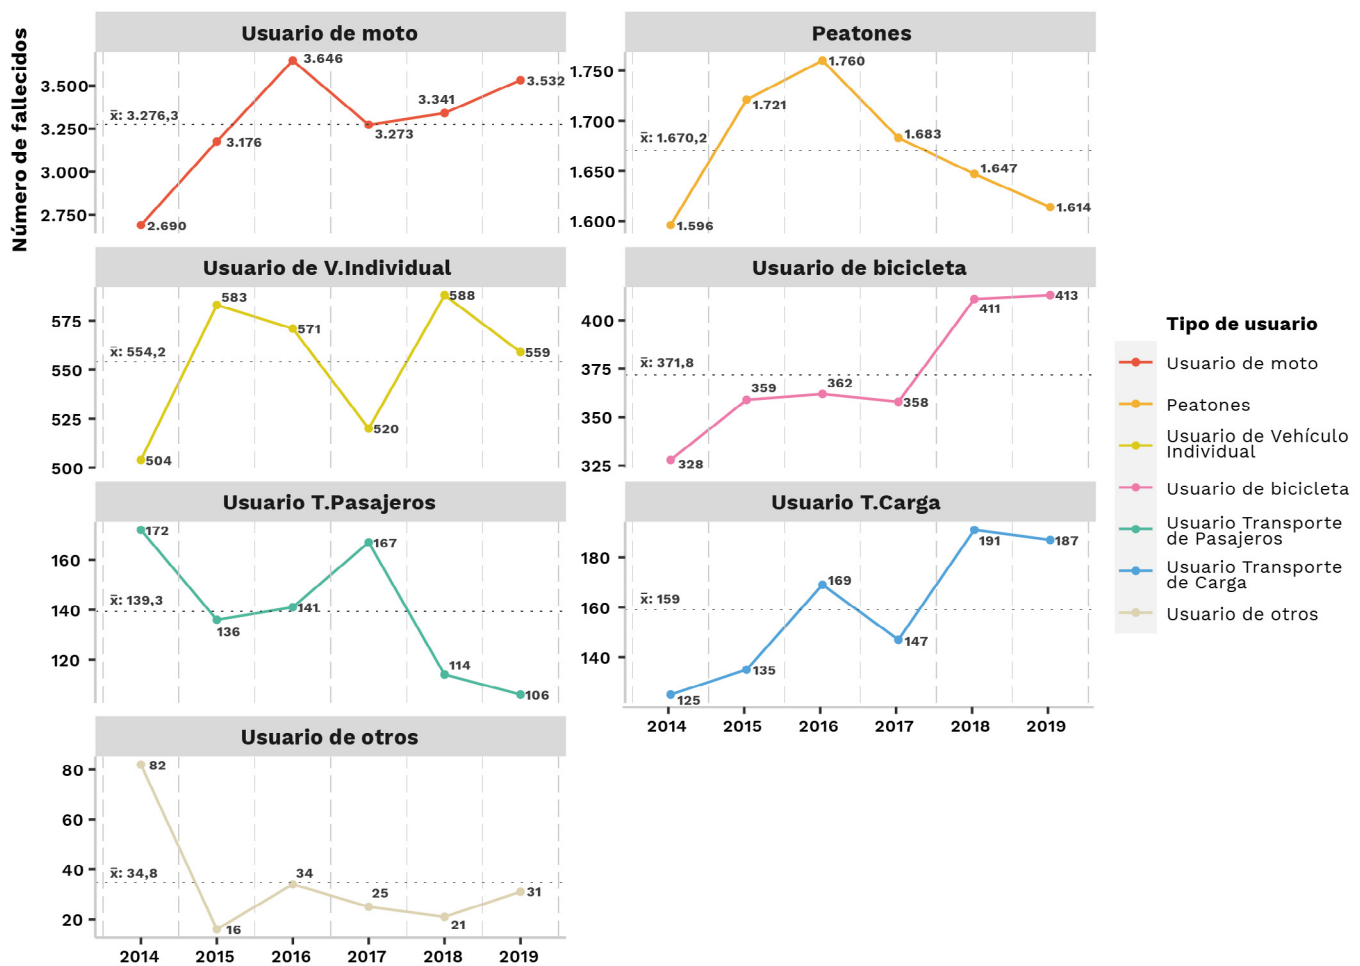 Número de fallecidos
Usuario de moto
3.500
3.250
3.000
2.750
x̄: 3.276,3
2.690
3.176
3.646
3.273
3.341
3.532
Peatones
1.750
1.700
1.650
1.600
x̄: 1.670,2
1.596
1.721
1.760
1.683
1.647
1.614
Usuario de V.Individual
575
550
525
500
x̄: 554,2
504
583
571
520
588
559
Usuario de bicicleta
400
375
350
325
x̄: 371,8
328
359
362
358
411
413
Usuario T.Pasajeros
160
140
120
x̄: 139,3
172
136
141
167
114
106
Usuario T.Carga
180
160
140
x̄: 159
125
135
169
147
191
187
2014 2015 2016 2017 2018 2019
Usuario de otros
80
60
40
20
x̄: 34,8
82
16
34
25
21
31
2014 2015 2016 2017 2018 2019
Tipo de usuario
Usuario de moto
Peatones
Usuario de Vehículo
Individual
Usuario de bicicleta
Usuario Transporte
de Pasajeros
Usuario Transporte
de Carga
Usuario de otros